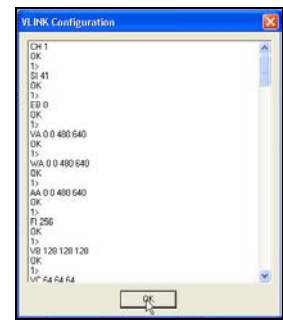 VLINK Configuration
CH 1
OK
1>
SI 41
OK
1>
EB 0
OK
1>
VA 0 0 480 640
OK
1>
WA 0 0 480 640
OK
1>
AA 0 0 480 640
OK
1>
FI 256
OK
1>
VB 128 128 128
OK
1>
VC 64 64 64
OK